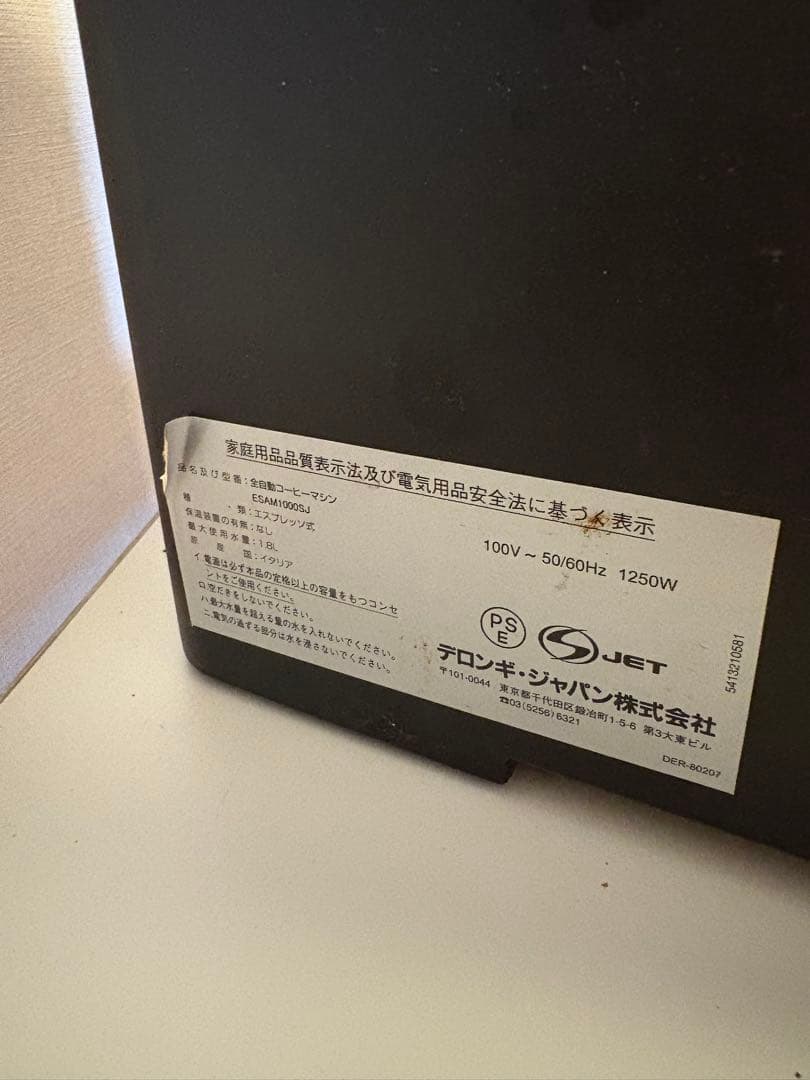 家庭用品品質表示法及び電気用品安全法に基づく表示
品名及び型番：全自動コーヒーマシン
ESAM1000SJ
種　　類：エスプレッソ式
保温装置の有無：なし
最大使用水量：1.8L
原　産　国：イタリア
イ.電源は必ず本品の定格以上の容量をもつコンセ
ントをご使用ください。
ロ.空だきをしないでください。
ハ.最大水量を超える量の水を入れないでください。
ニ.電気の通ずる部分は水を浸さないでください。
100V ~ 50/60Hz 1250W
PS
E
JET
デロンギ・ジャパン株式会社
〒101-0044 東京都千代田区鍛冶町1-5-6 第3大東ビル
☎03(5256)6321
DER-80207
5413210581